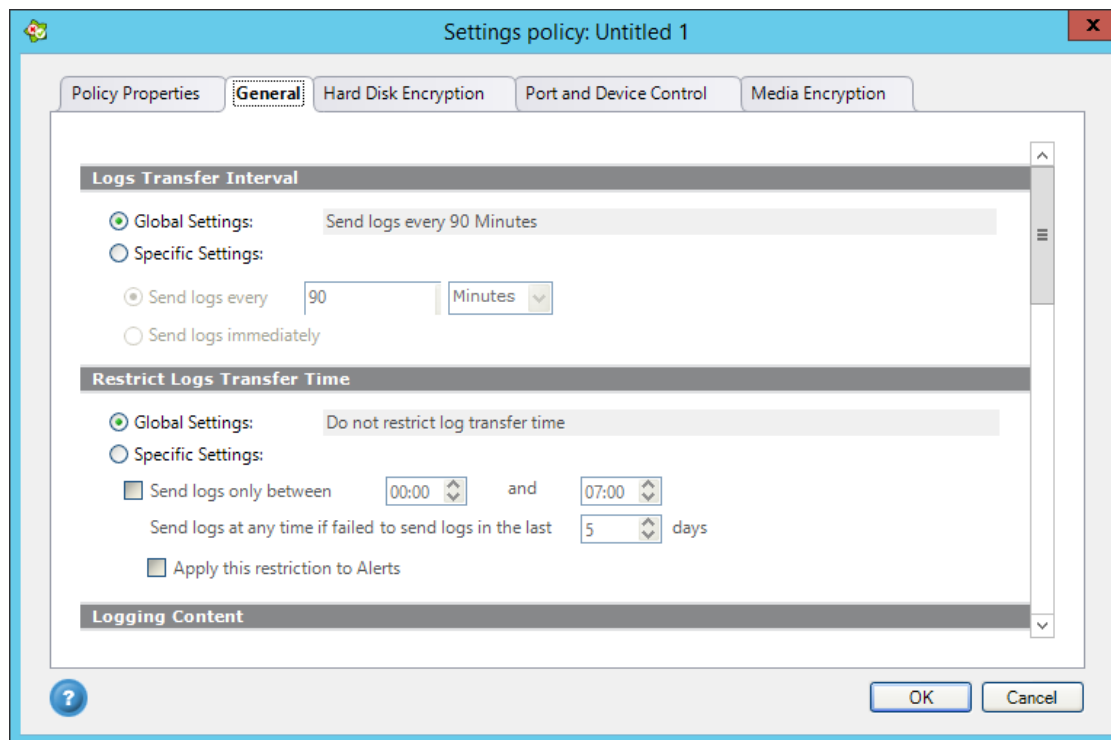 Settings policy: Untitled 1
x
Policy Properties General Hard Disk Encryption Port and Device Control Media Encryption
Logs Transfer Interval
Global Settings: Send logs every 90 Minutes
Specific Settings:
Send logs every 90 Minutes
Send logs immediately
Restrict Logs Transfer Time
Global Settings: Do not restrict log transfer time
Specific Settings:
Send logs only between 00:00 and 07:00
Send logs at any time if failed to send logs in the last 5 days
Apply this restriction to Alerts
Logging Content
? OK Cancel